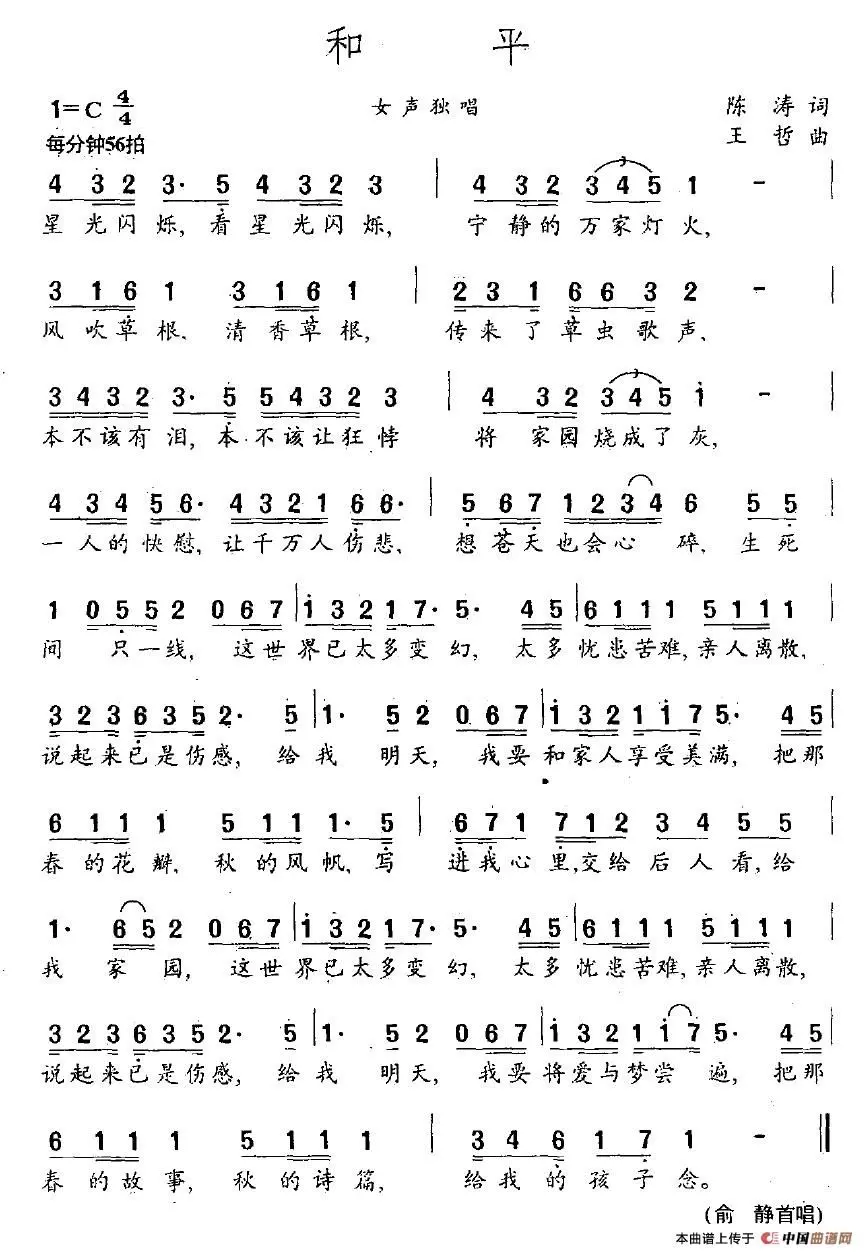 和 平
1=C 4/4 女声独唱 陈 涛 词
每分钟56拍 王 哲 曲
4 3 2 3· 5 4 3 2 3 | 4 3 2 3 4 5 1 - |
星光闪烁,看星光闪烁, 宁静的万家灯火,
3 1 6 1 3 1 6 1 | 2 3 1 6 6 3 2 - |
风吹草根、清香草根, 传来了草虫歌声、
3 4 3 2 3· 5 5 4 3 2 3 | 4 3 2 3 4 5 1 - |
本不该有泪,本不该让狂悖 将家园烧成了灰,
4 3 4 5 6· 4 3 2 1 6 6· | 5 6 7 1 2 3 4 6 5 5 |
一人的快慰,让千万人伤悲, 想苍天也会心碎,生死
1 0 5 5 2 0 6 7 | 1 3 2 1 1 7· 5· 4 5 | 6 1 1 1 5 1 1 1 |
间 只一线, 这世界已太多变幻, 太多忧患苦难,亲人离散,
3 2 3 6 3 5 2· 5 | 1· 5 2 0 6 7 | 1 3 2 1 1 7 5· 4 5 |
说起来已是伤感, 给我 明天, 我要和家人享受美满, 把那
6 1 1 1 5 1 1 1· 5 | 6 7 1 7 1 2 3 4 5 5 |
春的花瓣, 秋的风帆,写 进我心里,交给后人看,给
1· 6 5 2 0 6 7 | 1 3 2 1 1 7· 5· 4 5 | 6 1 1 1 5 1 1 1 |
我 家 园, 这世界已太多变幻, 太多忧患苦难,亲人离散,
3 2 3 6 3 5 2· 5 | 1· 5 2 0 6 7 | 1 3 2 1 1 7 5· 4 5 |
说起来已是伤感, 给我 明天, 我要将爱与梦尝 遍, 把那
6 1 1 1 5 1 1 1 | 3 4 6 1 7 1 - ‖
春的故事, 秋的诗篇, 给我的孩子念。
(俞 静首唱)
本曲谱上传于 中国曲谱网